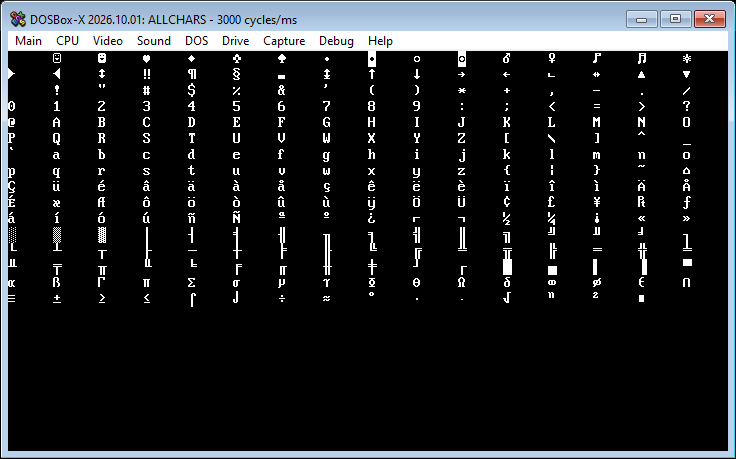 DOSBox-X 2026.10.01: ALLCHARS - 3000 cycles/ms
Main CPU Video Sound DOS Drive Capture Debug Help
☺ ☻ ♥ ♦ ♣ ♠ • ◘ ○ ◙ ♂ ♀ ♪ ♫ ☼
► ◄ ↕ ‼ ¶ § ▬ ↨ ↑ ↓ → ← ∟ ↔ ▲ ▼
! " # $ % & ' ( ) * + , - . /
0 1 2 3 4 5 6 7 8 9 : ; < = > ?
@ A B C D E F G H I J K L M N O
P Q R S T U V W X Y Z [ \ ] ^ _
` a b c d e f g h i j k l m n o
p q r s t u v w x y z { ¦ } ~ ⌂
Ç ü é â ä à å ç ê ë è ï î ì Ä Å
É æ Æ ô ö ò û ù ÿ Ö Ü ¢ £ ¥ ₧ ƒ
á í ó ú ñ Ñ ª º ¿ ⌐ ¬ ½ ¼ ¡ « »
░ ▒ ▓ │ ┤ ╡ ╢ ╖ ╕ ╣ ║ ╗ ╝ ╜ ╛ ┐
└ ┴ ┬ ├ ─ ┼ ╞ ╟ ╚ ╔ ╩ ╦ ╠ ═ ╬ ╧
╨ ╤ ╥ ╙ ╘ ╒ ╓ ╫ ╪ ┘ ┌ █ ▄ ▌ ▐ ▀
α ß Γ π Σ σ µ τ Φ Θ Ω δ ∞ φ ε ∩
≡ ± ≥ ≤ ⌠ ⌡ ÷ ≈ ° ∙ · √ ⁿ ² ■